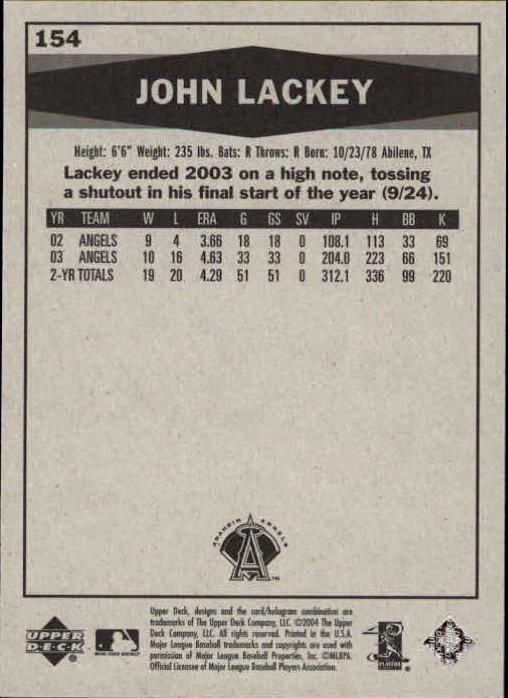 154
JOHN LACKEY
Height: 6'6" Weight: 235 lbs. Bats: R Throws: R Born: 10/23/78 Abilene, TX
Lackey ended 2003 on a high note, tossing
a shutout in his final start of the year (9/24).
YR TEAM W L ERA G GS SV IP H BB K
02 ANGELS 9 4 3.66 18 18 0 108.1 113 33 69
03 ANGELS 10 16 4.63 33 33 0 204.0 223 66 151
2-YR TOTALS 19 20 4.29 51 51 0 312.1 336 99 220
ANAHEIM ANGELS
A
TM
Upper Deck, designs and the card/hologram combination are
trademarks of The Upper Deck Company, LLC. ©2004 The Upper
Deck Company, LLC. All rights reserved. Printed in the U.S.A.
Major League Baseball trademarks and copyrights are used with
permission of Major League Baseball Properties, Inc. ©MLBPA
Official Licensee of Major League Baseball Players Association.
UPPER
DECK
MAJOR LEAGUE BASEBALL
PLAYERS